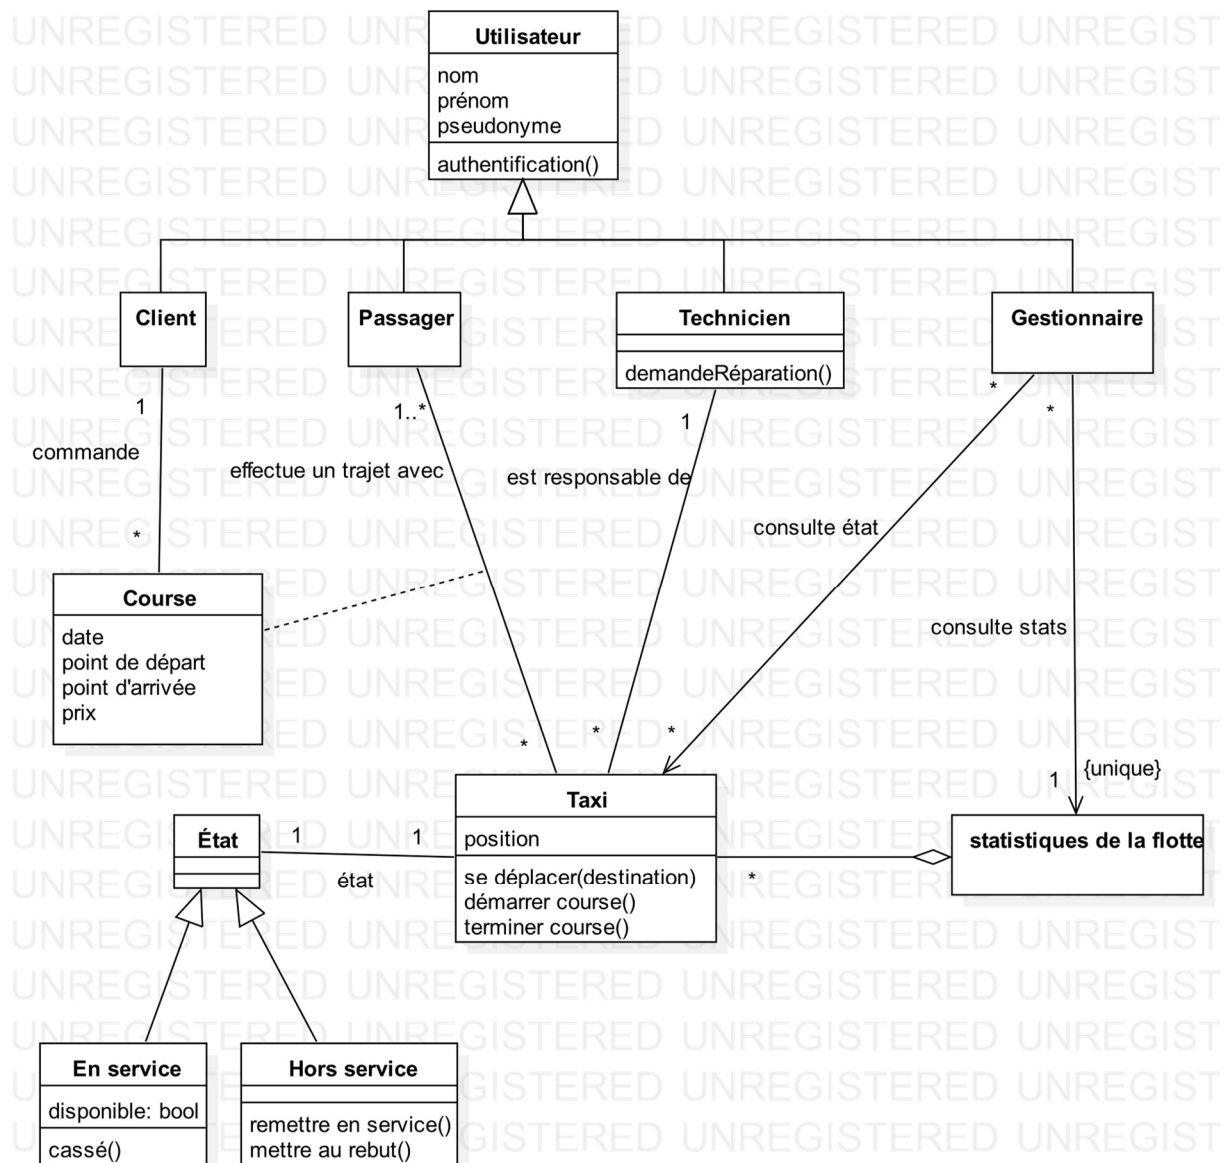 UNREGISTERED
Utilisateur
nom
prénom
pseudonyme
authentification()
Client
Passager
Technicien
demandeRéparation()
Gestionnaire
1
commande
*
1..*
effectue un trajet avec
*
1
est responsable de
*
*
consulte état
*
*
consulte stats
1
{unique}
Course
date
point de départ
point d'arrivée
prix
Taxi
position
se déplacer(destination)
démarrer course()
terminer course()
statistiques de la flotte
*
État
1
1
état
En service
disponible: bool
cassé()
Hors service
remettre en service()
mettre au rebut()